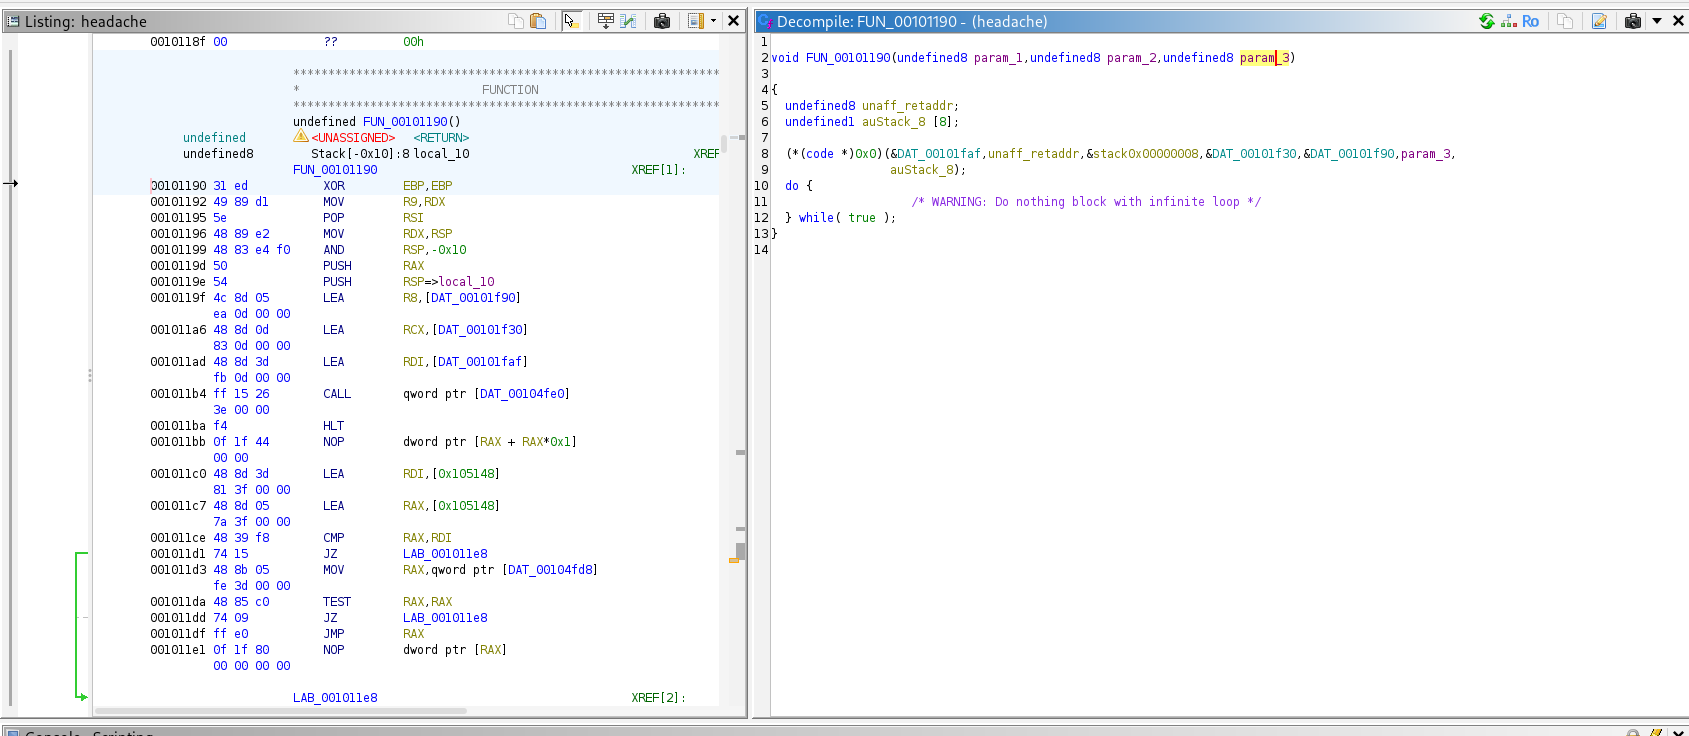 Listing: headache
0010118f 00 ?? 00h
*************************************************************
* FUNCTION
*************************************************************
undefined FUN_00101190()
undefined <UNASSIGNED> <RETURN>
undefined8 Stack[-0x10]:8 local_10 XREF
FUN_00101190 XREF[1]:
00101190 31 ed XOR EBP,EBP
00101192 49 89 d1 MOV R9,RDX
00101195 5e POP RSI
00101196 48 89 e2 MOV RDX,RSP
00101199 48 83 e4 f0 AND RSP,-0x10
0010119d 50 PUSH RAX
0010119e 54 PUSH RSP=>local_10
0010119f 4c 8d 05 LEA R8,[DAT_00101f90]
ea 0d 00 00
001011a6 48 8d 0d LEA RCX,[DAT_00101f30]
83 0d 00 00
001011ad 48 8d 3d LEA RDI,[DAT_00101faf]
fb 0d 00 00
001011b4 ff 15 26 CALL qword ptr [DAT_00104fe0]
3e 00 00
001011ba f4 HLT
001011bb 0f 1f 44 NOP dword ptr [RAX + RAX*0x1]
00 00
001011c0 48 8d 3d LEA RDI,[0x105148]
81 3f 00 00
001011c7 48 8d 05 LEA RAX,[0x105148]
7a 3f 00 00
001011ce 48 39 f8 CMP RAX,RDI
001011d1 74 15 JZ LAB_001011e8
001011d3 48 8b 05 MOV RAX,qword ptr [DAT_00104fd8]
fe 3d 00 00
001011da 48 85 c0 TEST RAX,RAX
001011dd 74 09 JZ LAB_001011e8
001011df ff e0 JMP RAX
001011e1 0f 1f 80 NOP dword ptr [RAX]
00 00 00 00
LAB_001011e8 XREF[2]:
Decompile: FUN_00101190 - (headache)
Ro
1
2 void FUN_00101190(undefined8 param_1,undefined8 param_2,undefined8 param_3)
3
4 {
5 undefined8 unaff_retaddr;
6 undefined1 auStack_8 [8];
7
8 (*(code *)0x0)(&DAT_00101faf,unaff_retaddr,&stack0x00000008,&DAT_00101f30,&DAT_00101f90,param_3,
9 auStack_8);
10 do {
11 /* WARNING: Do nothing block with infinite loop */
12 } while( true );
13 }
14
Console - Scripting